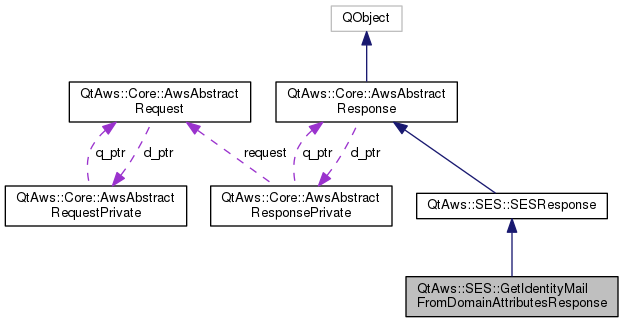 QObject
QtAws::Core::AwsAbstract
Request
QtAws::Core::AwsAbstract
Response
q_ptr
d_ptr
request
q_ptr
d_ptr
QtAws::Core::AwsAbstract
RequestPrivate
QtAws::Core::AwsAbstract
ResponsePrivate
QtAws::SES::SESResponse
QtAws::SES::GetIdentityMail
FromDomainAttributesResponse